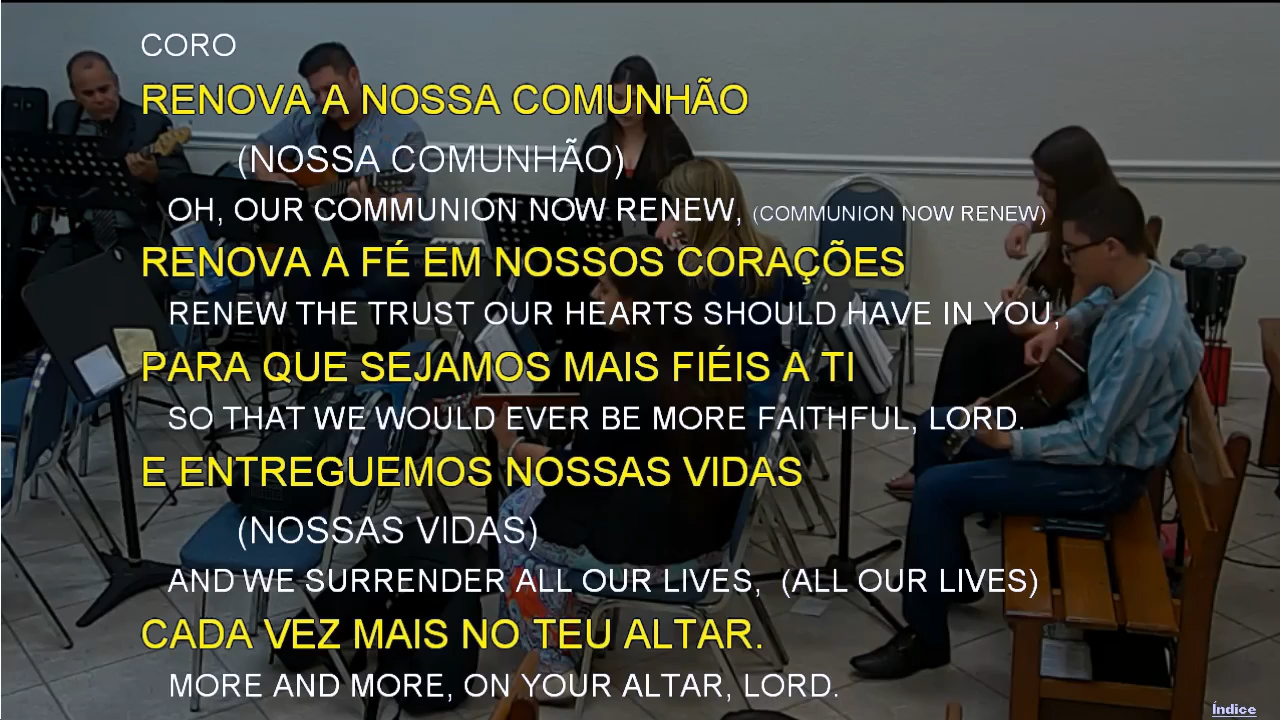 CORO
RENOVA A NOSSA COMUNHÃO
(NOSSA COMUNHÃO)
OH, OUR COMMUNION NOW RENEW, (COMMUNION NOW RENEW)
RENOVA A FÉ EM NOSSOS CORAÇÕES
RENEW THE TRUST OUR HEARTS SHOULD HAVE IN YOU,
PARA QUE SEJAMOS MAIS FIÉIS A TI
SO THAT WE WOULD EVER BE MORE FAITHFUL, LORD.
E ENTREGUEMOS NOSSAS VIDAS
(NOSSAS VIDAS)
AND WE SURRENDER ALL OUR LIVES, (ALL OUR LIVES)
CADA VEZ MAIS NO TEU ALTAR.
MORE AND MORE, ON YOUR ALTAR, LORD.
Índice